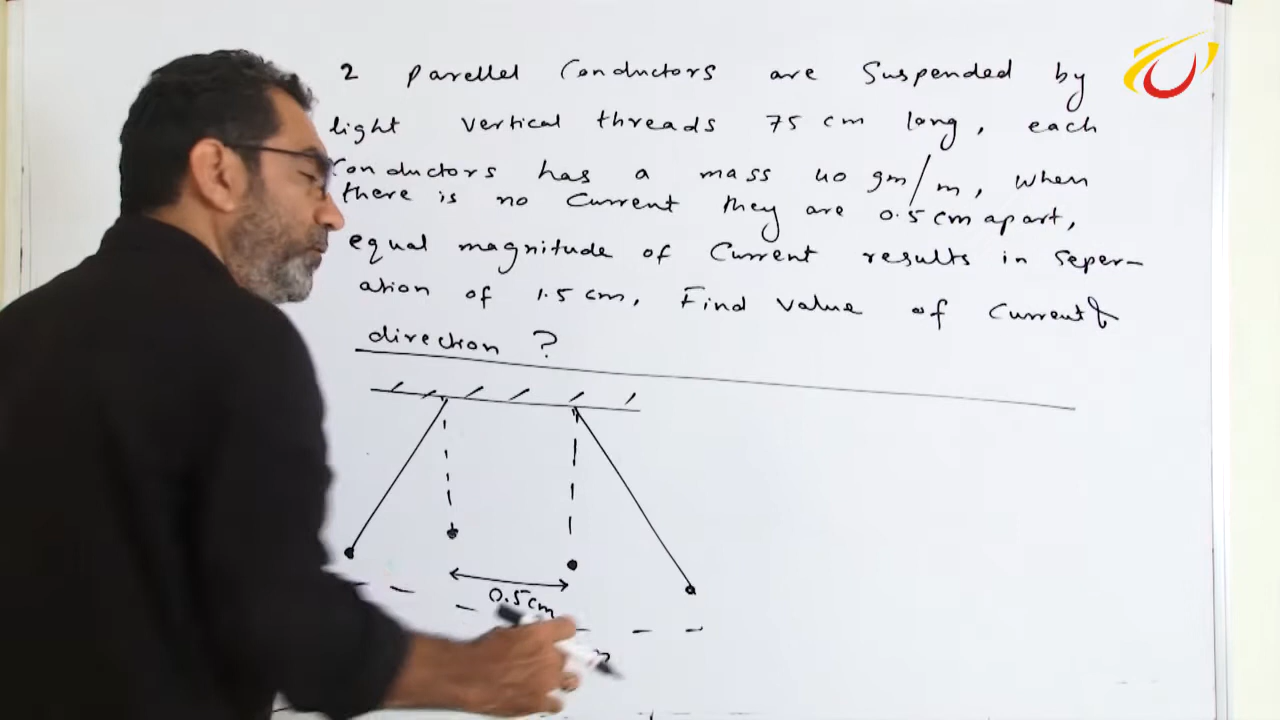 2 parellel Conductors are Suspended by
light vertical threads 75 cm long, each
Conductors has a mass 40 gm/m, when
there is no current they are 0.5 cm apart,
equal magnitude of Current results in seper-
ation of 1.5 cm, Find value of current &
direction ?
0.5cm